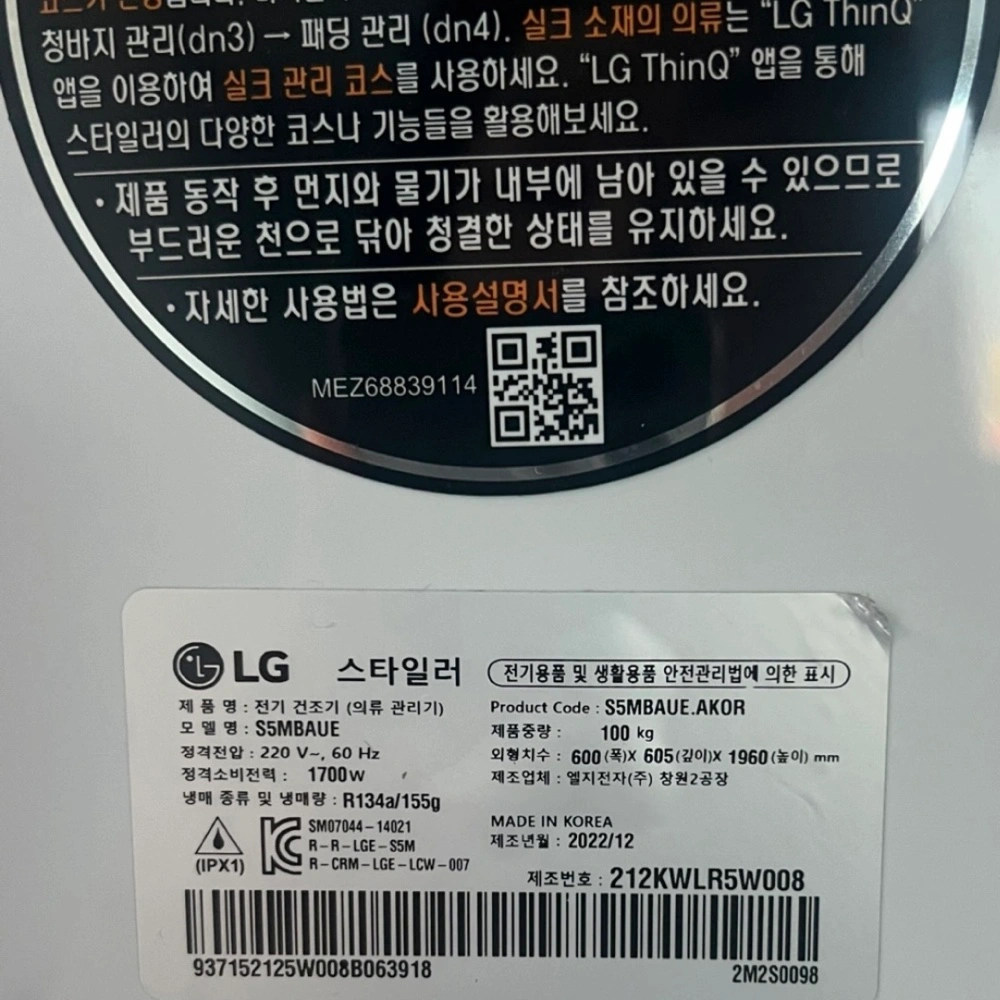 청바지 관리(dn3) → 패딩 관리 (dn4). 실크 소재의 의류는 “LG ThinQ”
앱을 이용하여 실크 관리 코스를 사용하세요. “LG ThinQ” 앱을 통해
스타일러의 다양한 코스나 기능들을 활용해보세요.
• 제품 동작 후 먼지와 물기가 내부에 남아 있을 수 있으므로
부드러운 천으로 닦아 청결한 상태를 유지하세요.
• 자세한 사용법은 사용설명서를 참조하세요.
MEZ68839114
LG 스타일러 전기용품 및 생활용품 안전관리법에 의한 표시
제 품 명 : 전기 건조기 (의류 관리기)
모 델 명 : S5MBAUE
정격전압 : 220 V~, 60 Hz
정격소비전력 : 1700W
냉매 종류 및 냉매량 : R134a/155g
(IPX1)
SM07044-14021
R-R-LGE-S5M
R-CRM-LGE-LCW-007
Product Code : S5MBAUE.AKOR
제품중량 : 100 kg
외형치수 : 600(폭)X 605(깊이)X 1960(높이) mm
제조업체 : 엘지전자(주) 창원2공장
MADE IN KOREA
제조년월 : 2022/12
제조번호 : 212KWLR5W008
937152125W008B063918
2M2S0098